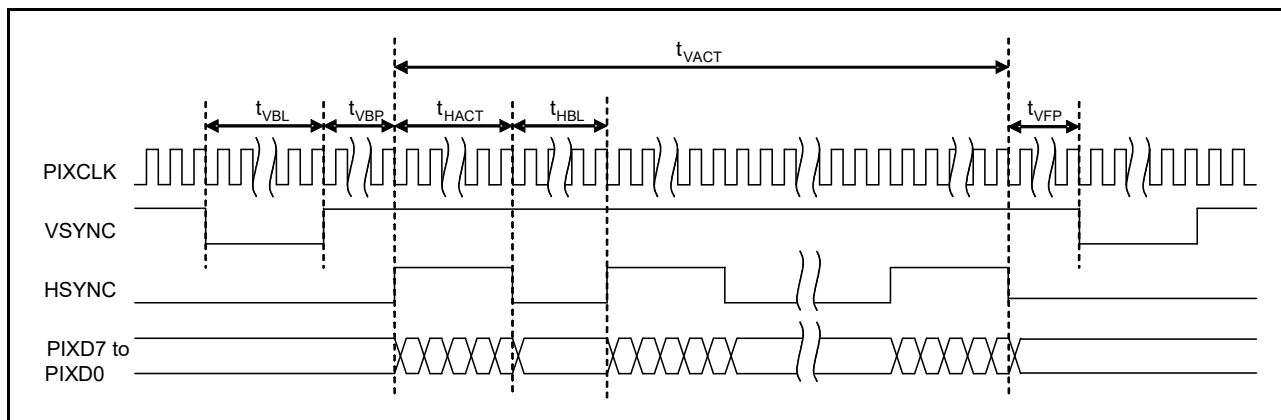 tVACT
tVBL tVBP tHACT tHBL tVFP
PIXCLK
VSYNC
HSYNC
PIXD7 to
PIXD0